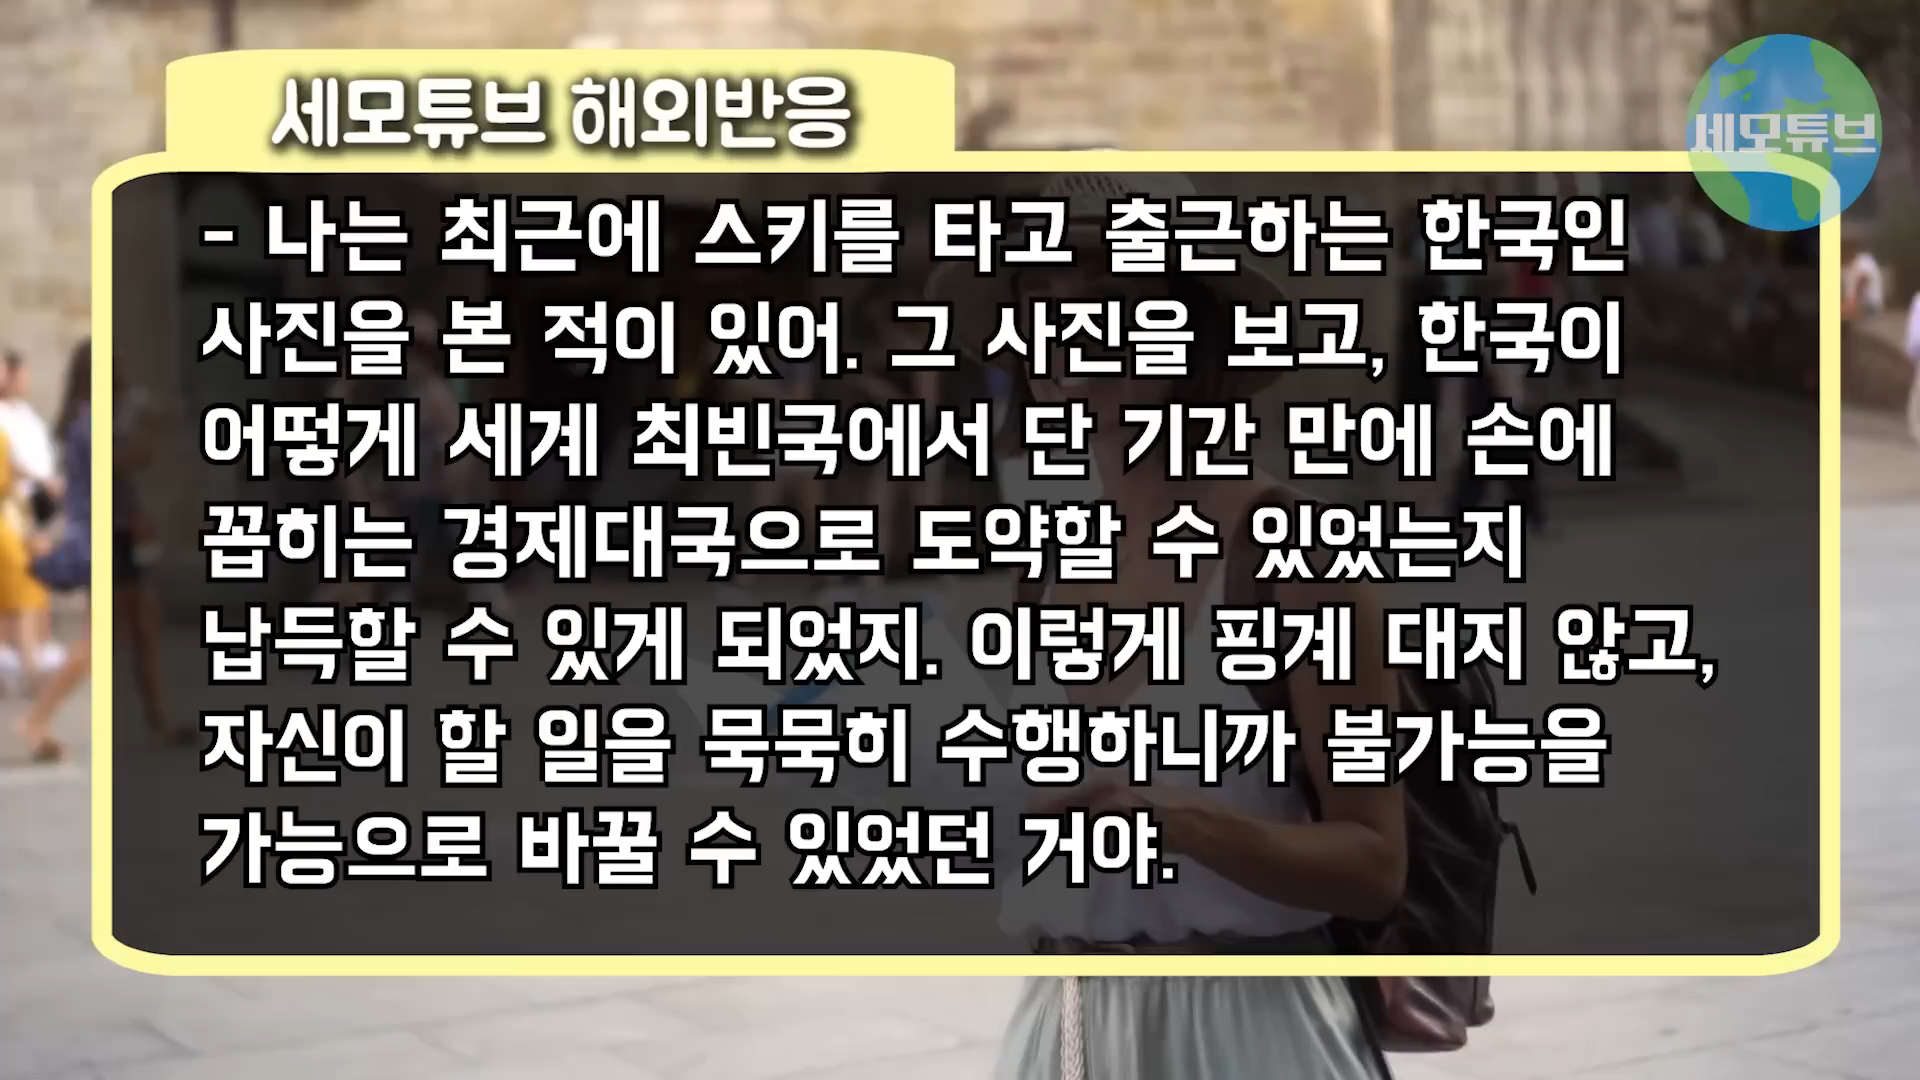 세모튜브 해외반응
세모튜브
- 나는 최근에 스키를 타고 출근하는 한국인
사진을 본 적이 있어. 그 사진을 보고, 한국이
어떻게 세계 최빈국에서 단 기간 만에 손에
꼽히는 경제대국으로 도약할 수 있었는지
납득할 수 있게 되었지. 이렇게 핑계 대지 않고,
자신이 할 일을 묵묵히 수행하니까 불가능을
가능으로 바꿀 수 있었던 거야.